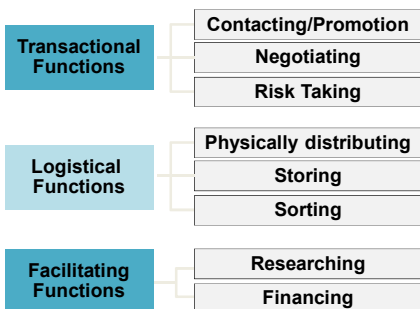 Transactional
Functions
Contacting/Promotion
Negotiating
Risk Taking
Logistical
Functions
Physically distributing
Storing
Sorting
Facilitating
Functions
Researching
Financing